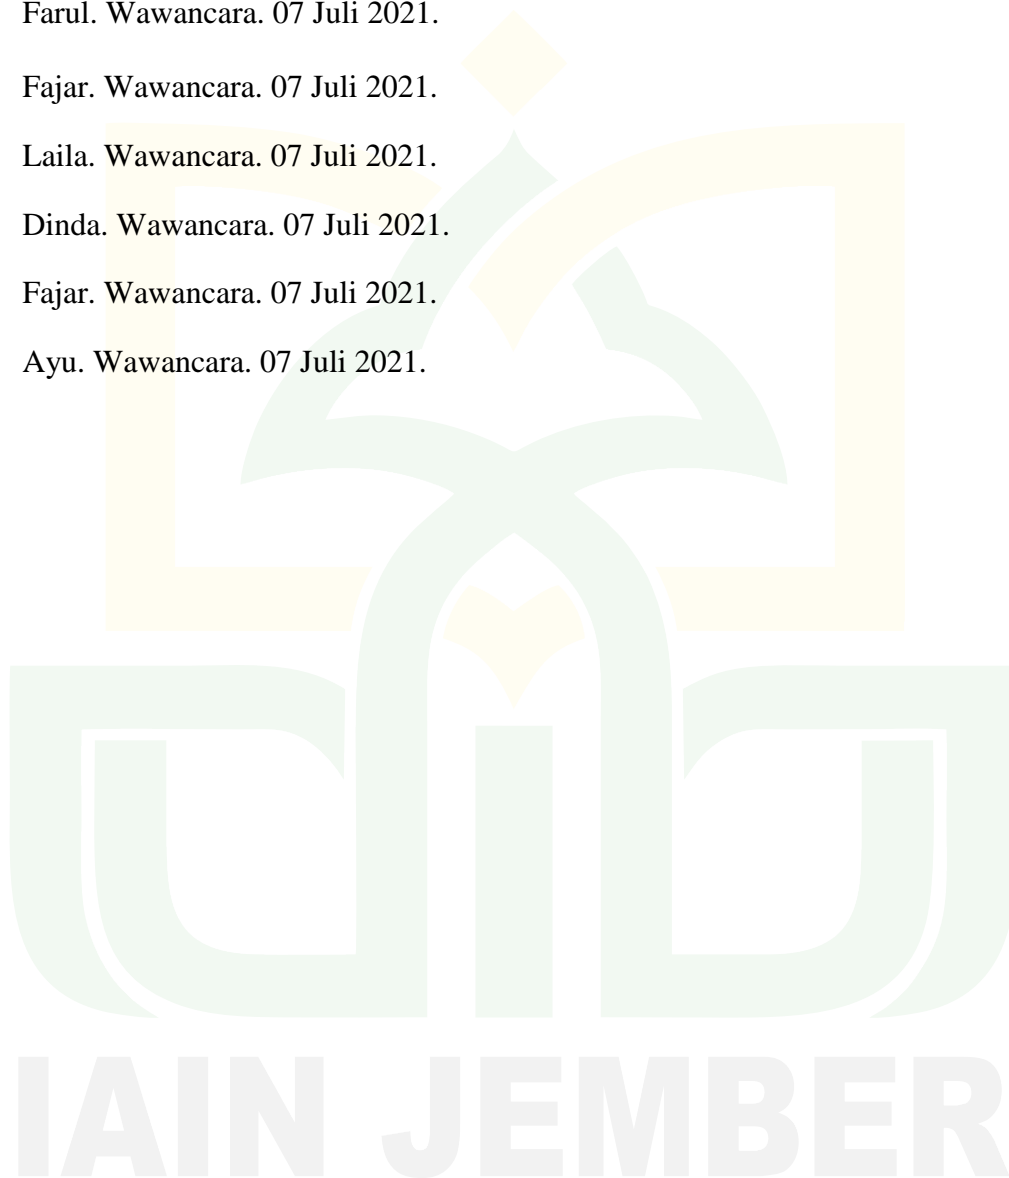 Farul. Wawancara. 07 Juli 2021.
Fajar. Wawancara. 07 Juli 2021.
Laila. Wawancara. 07 Juli 2021.
Dinda. Wawancara. 07 Juli 2021.
Fajar. Wawancara. 07 Juli 2021.
Ayu. Wawancara. 07 Juli 2021.
IAIN JEMBER